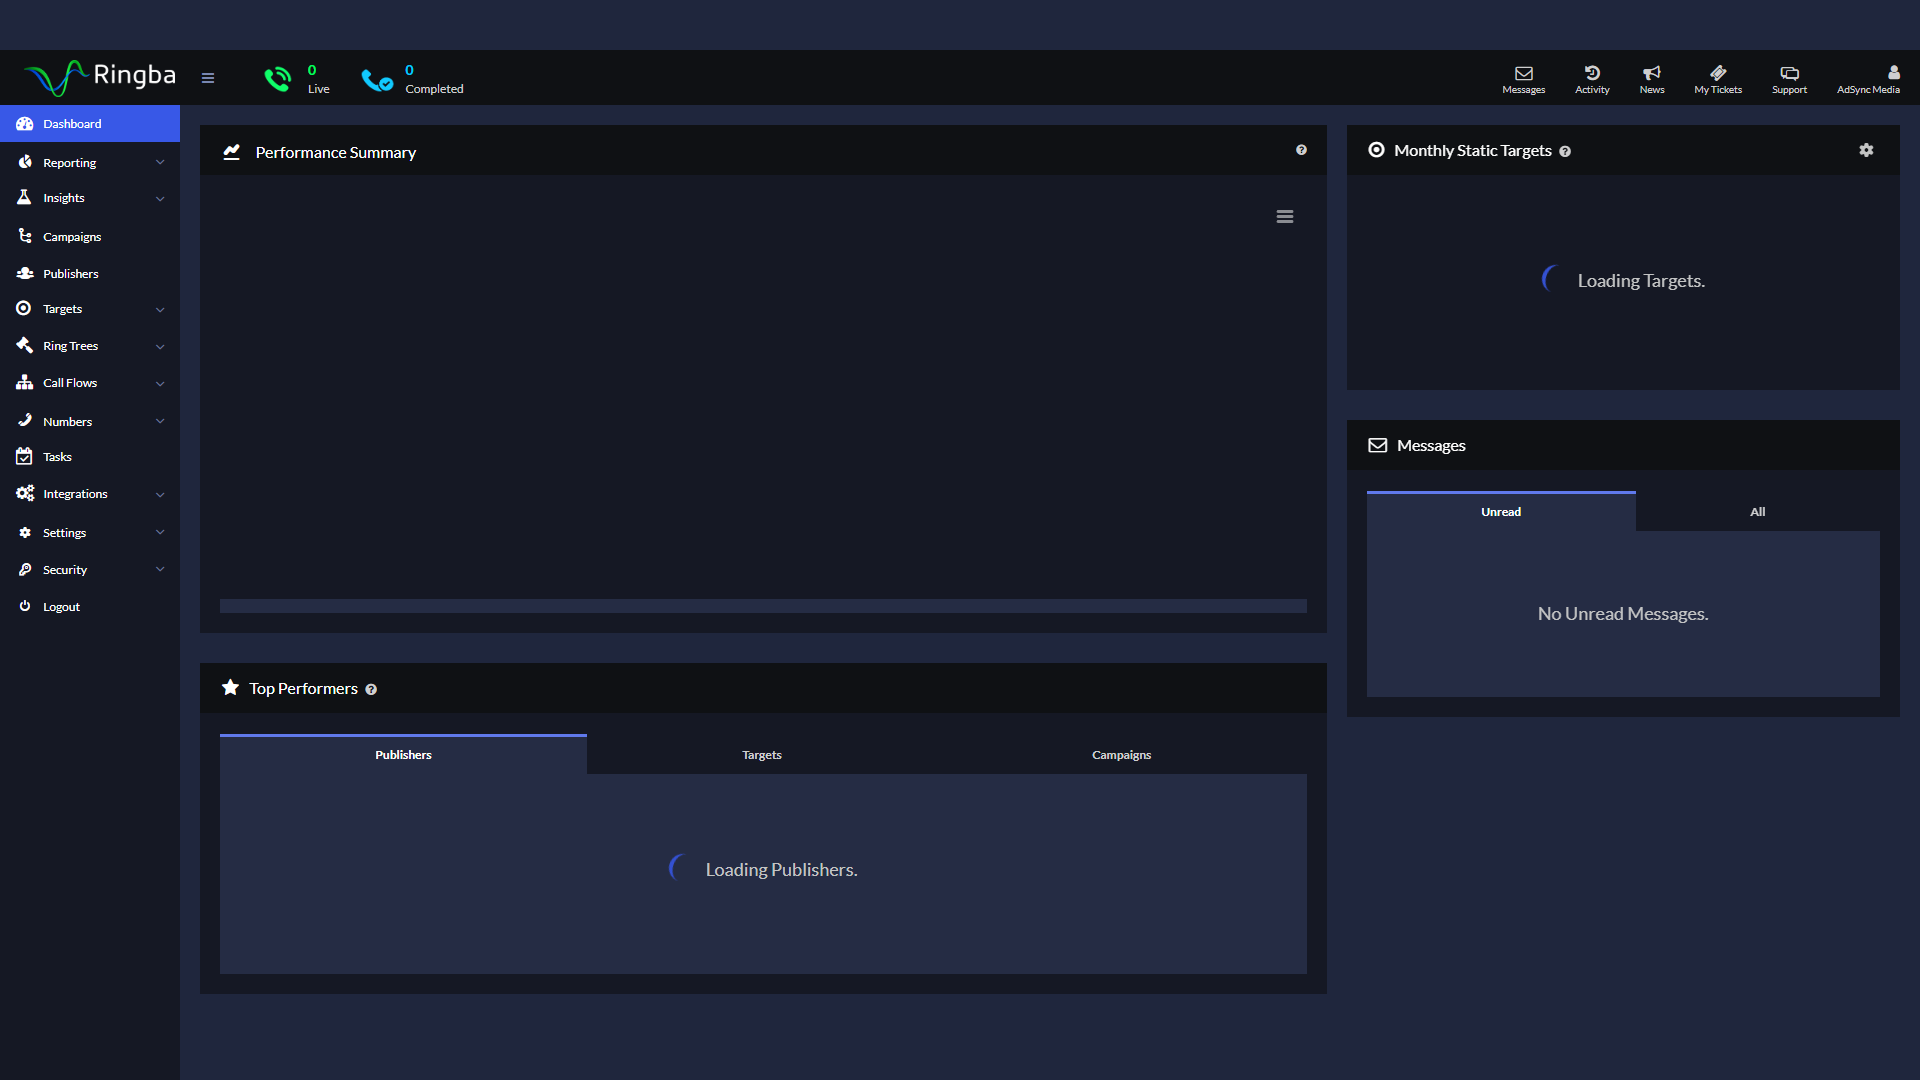 Ringba
0
Live
0
Completed
Messages
Activity
News
My Tickets
Support
AdSync Media
Dashboard
Reporting
Insights
Campaigns
Publishers
Targets
Ring Trees
Call Flows
Numbers
Tasks
Integrations
Settings
Security
Logout
Performance Summary
Monthly Static Targets
Loading Targets.
Messages
Unread
All
No Unread Messages.
Top Performers
Publishers
Targets
Campaigns
Loading Publishers.